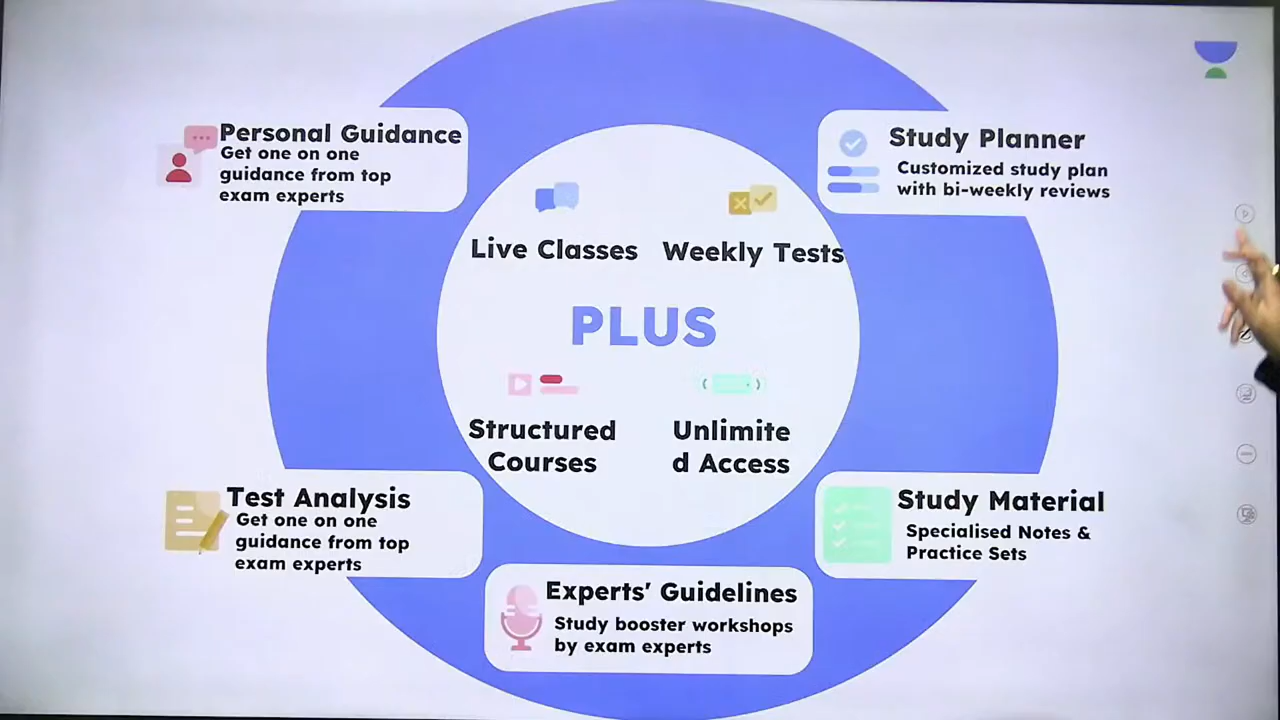 Personal Guidance
Get one on one
guidance from top
exam experts
Study Planner
Customized study plan
with bi-weekly reviews
Live Classes
Weekly Tests
PLUS
Structured
Courses
Unlimite
d Access
Test Analysis
Get one on one
guidance from top
exam experts
Study Material
Specialised Notes &
Practice Sets
Experts' Guidelines
Study booster workshops
by exam experts